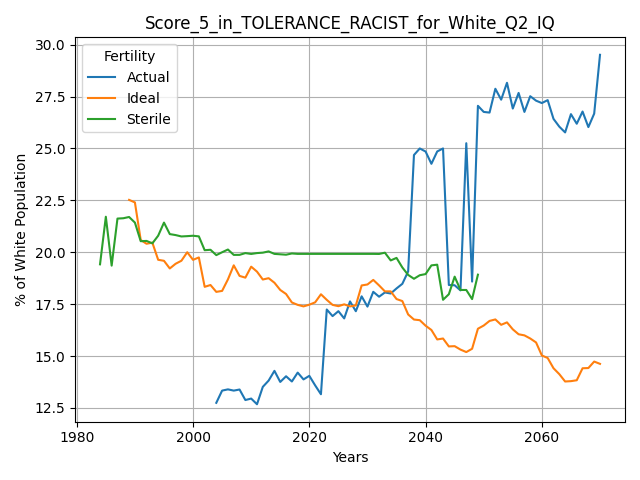 Score_5_in_TOLERANCE_RACIST_for_White_Q2_IQ
Fertility
Actual
Ideal
Sterile
% of White Population
30.0
27.5
25.0
22.5
20.0
17.5
15.0
12.5
1980
2000
2020
2040
2060
Years